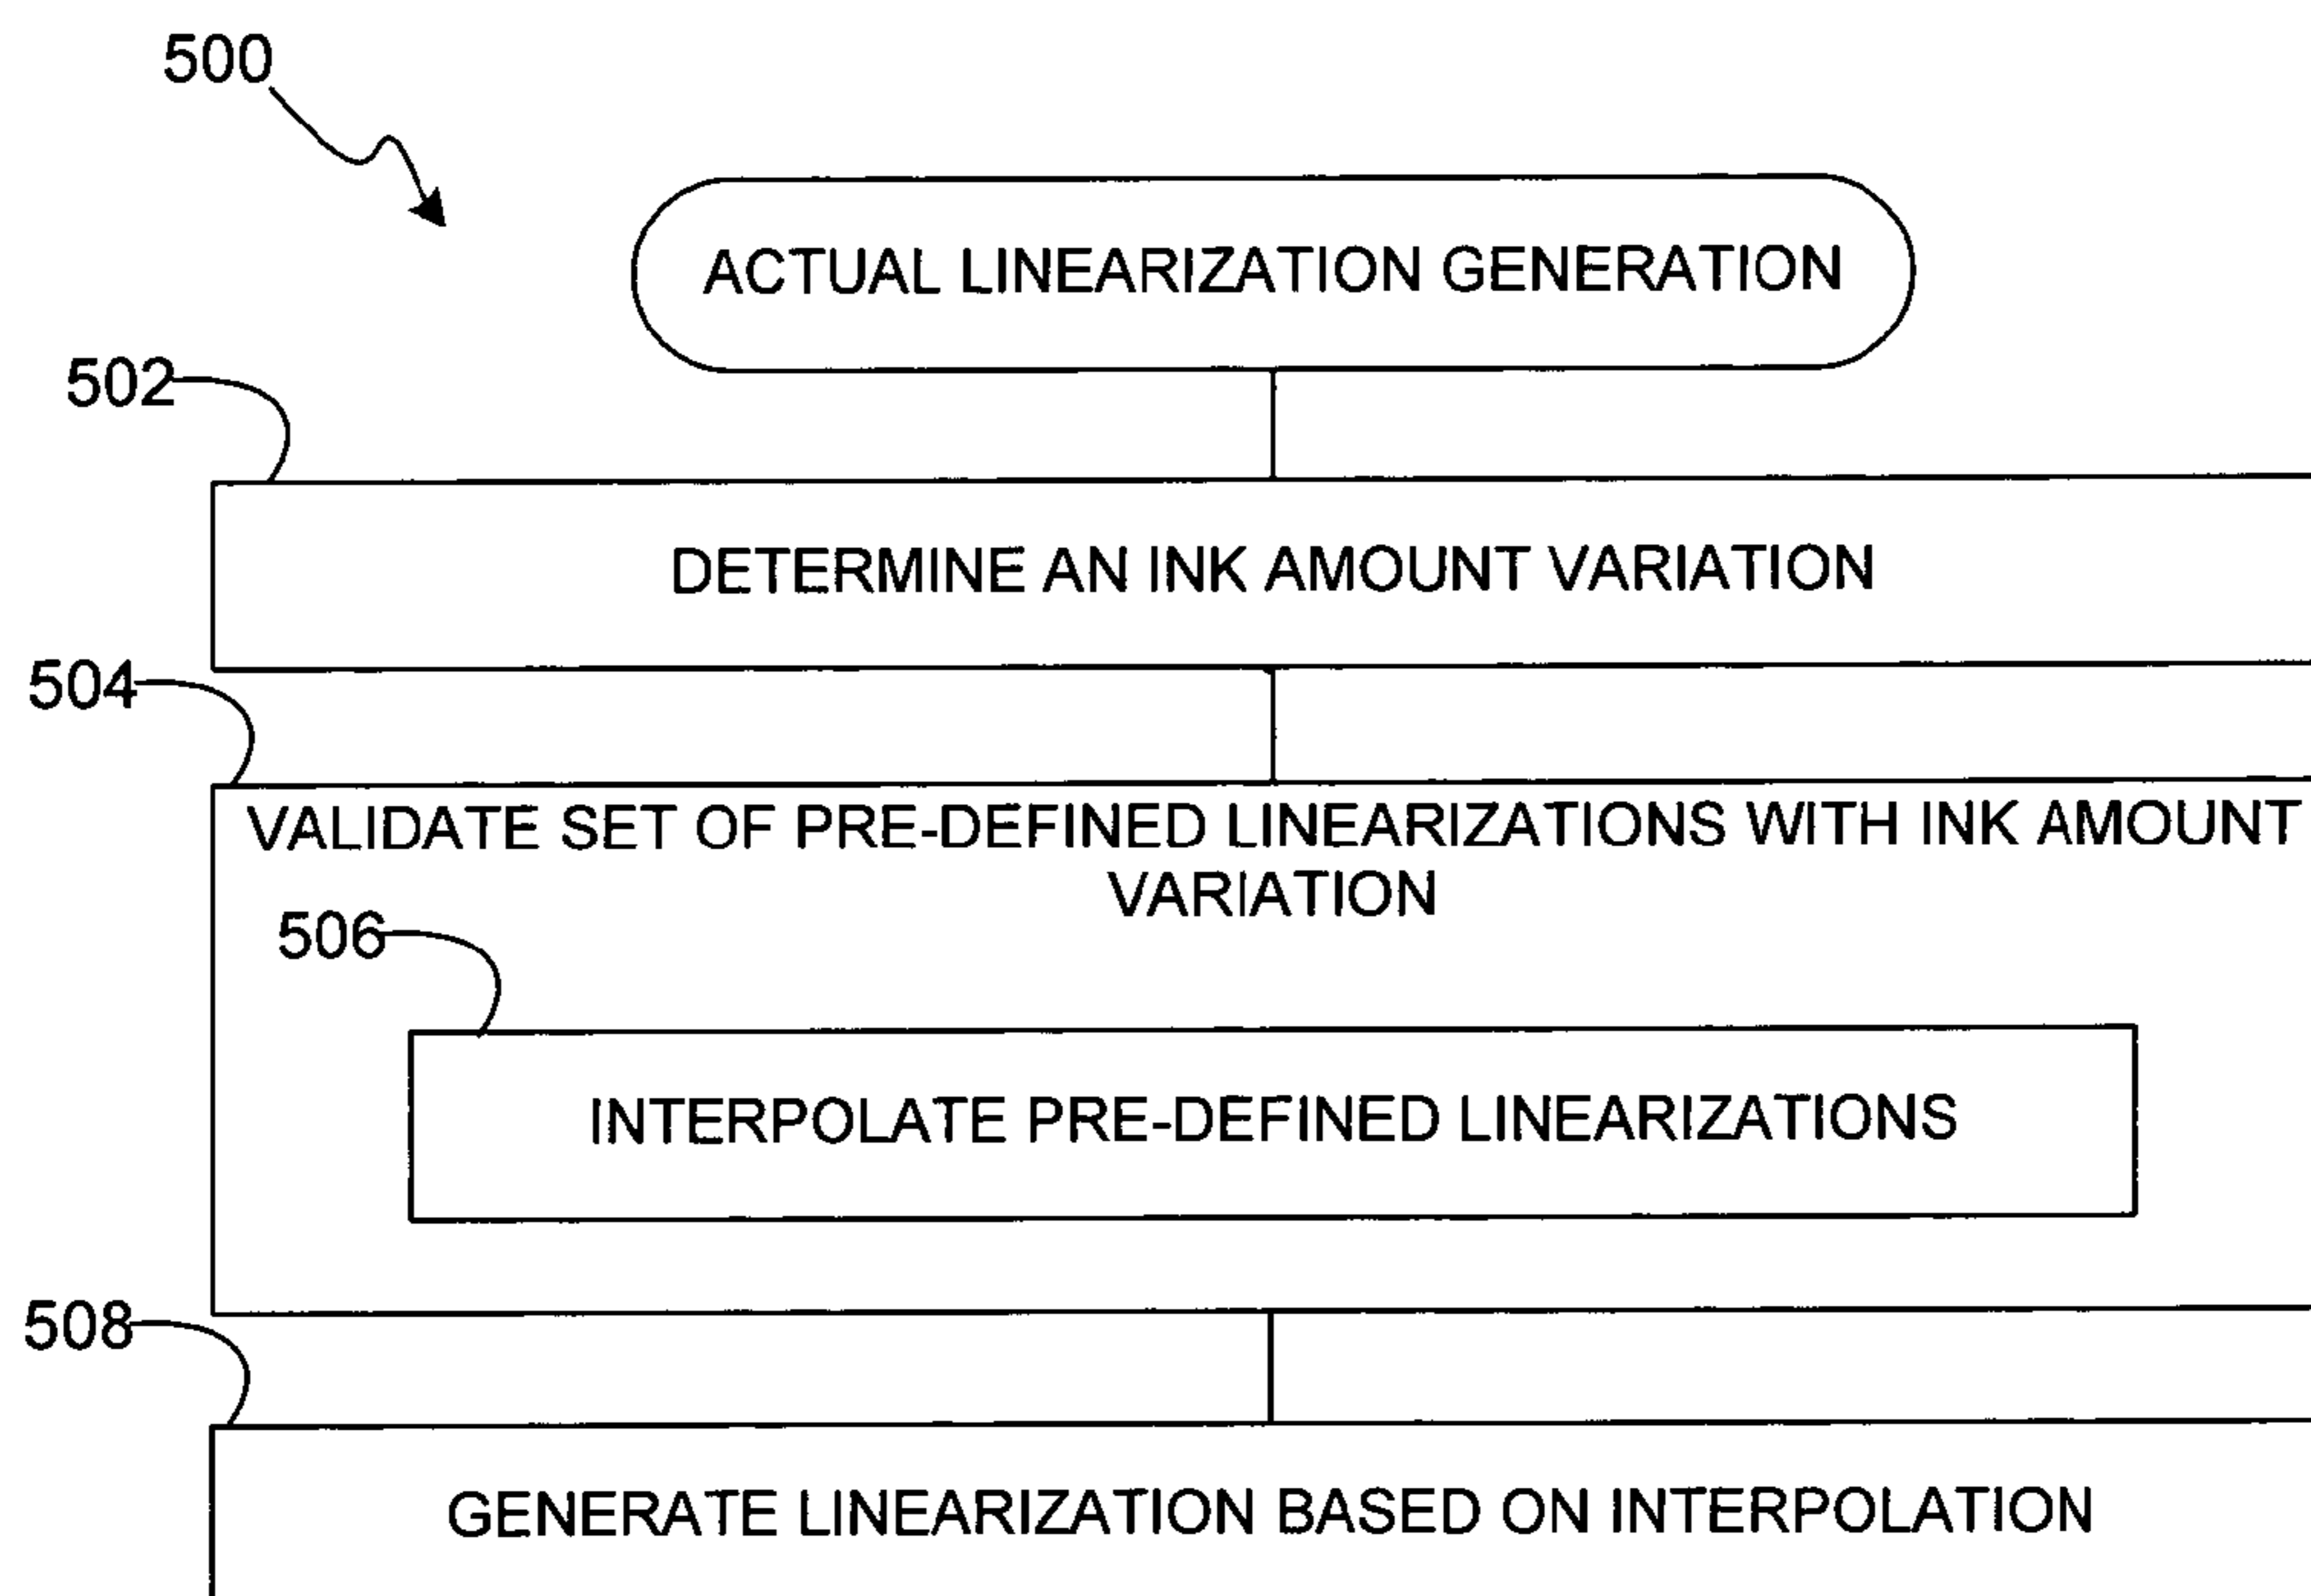 500
ACTUAL LINEARIZATION GENERATION
502
DETERMINE AN INK AMOUNT VARIATION
504
VALIDATE SET OF PRE-DEFINED LINEARIZATIONS WITH INK AMOUNT
VARIATION
506
INTERPOLATE PRE-DEFINED LINEARIZATIONS
508
GENERATE LINEARIZATION BASED ON INTERPOLATION